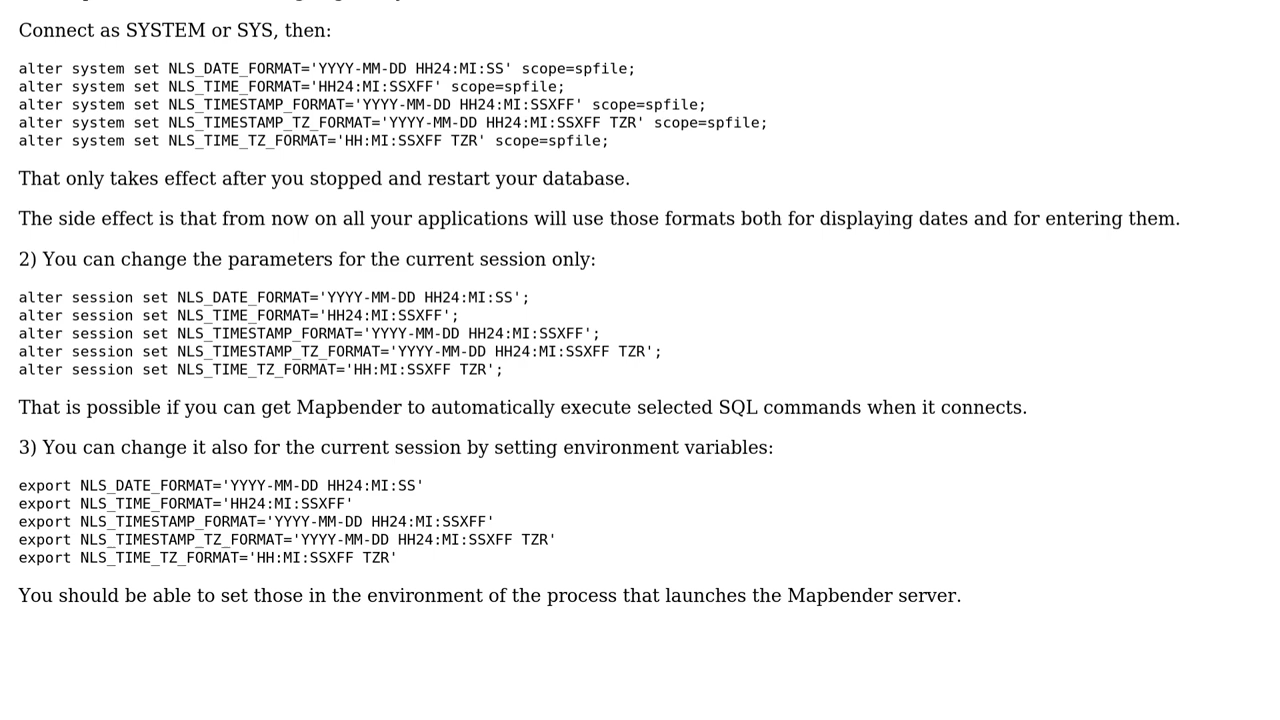 Connect as SYSTEM or SYS, then:
alter system set NLS_DATE_FORMAT='YYYY-MM-DD HH24:MI:SS' scope=spfile;
alter system set NLS_TIME_FORMAT='HH24:MI:SSXFF' scope=spfile;
alter system set NLS_TIMESTAMP_FORMAT='YYYY-MM-DD HH24:MI:SSXFF' scope=spfile;
alter system set NLS_TIMESTAMP_TZ_FORMAT='YYYY-MM-DD HH24:MI:SSXFF TZR' scope=spfile;
alter system set NLS_TIME_TZ_FORMAT='HH:MI:SSXFF TZR' scope=spfile;
That only takes effect after you stopped and restart your database.
The side effect is that from now on all your applications will use those formats both for displaying dates and for entering them.
2) You can change the parameters for the current session only:
alter session set NLS_DATE_FORMAT='YYYY-MM-DD HH24:MI:SS';
alter session set NLS_TIME_FORMAT='HH24:MI:SSXFF';
alter session set NLS_TIMESTAMP_FORMAT='YYYY-MM-DD HH24:MI:SSXFF';
alter session set NLS_TIMESTAMP_TZ_FORMAT='YYYY-MM-DD HH24:MI:SSXFF TZR';
alter session set NLS_TIME_TZ_FORMAT='HH:MI:SSXFF TZR';
That is possible if you can get Mapbender to automatically execute selected SQL commands when it connects.
3) You can change it also for the current session by setting environment variables:
export NLS_DATE_FORMAT='YYYY-MM-DD HH24:MI:SS'
export NLS_TIME_FORMAT='HH24:MI:SSXFF'
export NLS_TIMESTAMP_FORMAT='YYYY-MM-DD HH24:MI:SSXFF'
export NLS_TIMESTAMP_TZ_FORMAT='YYYY-MM-DD HH24:MI:SSXFF TZR'
export NLS_TIME_TZ_FORMAT='HH:MI:SSXFF TZR'
You should be able to set those in the environment of the process that launches the Mapbender server.